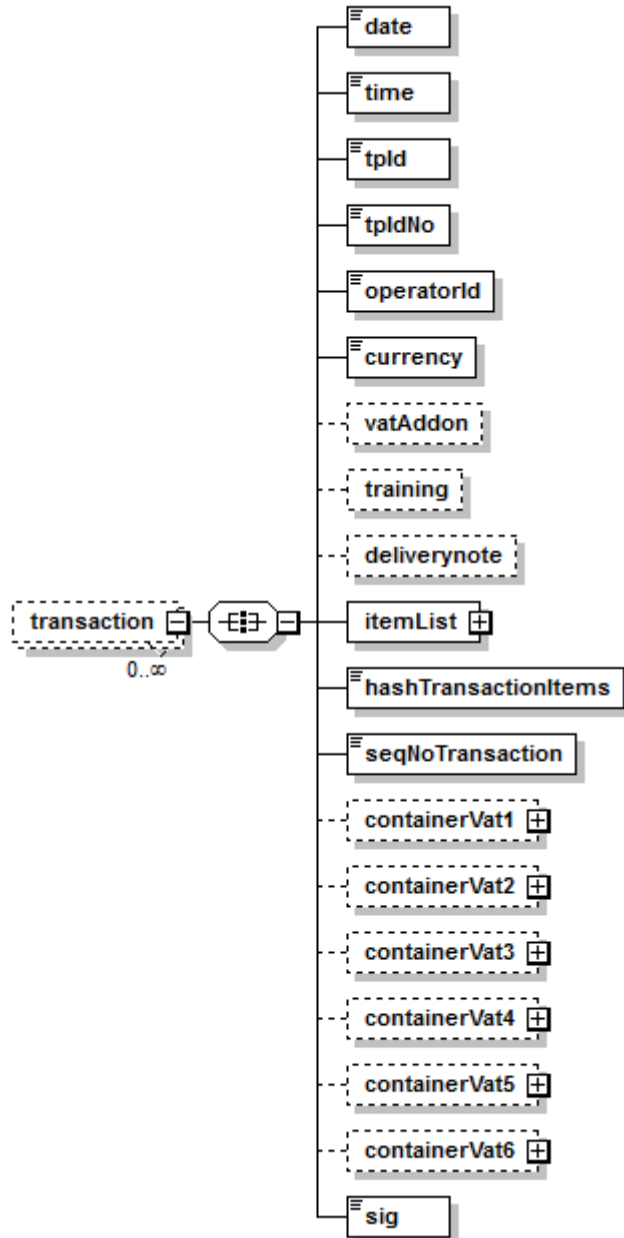 date
time
tpId
tpIdNo
operatorId
currency
vatAddon
training
deliverynote
transaction
0..∞
itemList
hashTransactionItems
seqNoTransaction
containerVat1
containerVat2
containerVat3
containerVat4
containerVat5
containerVat6
sig